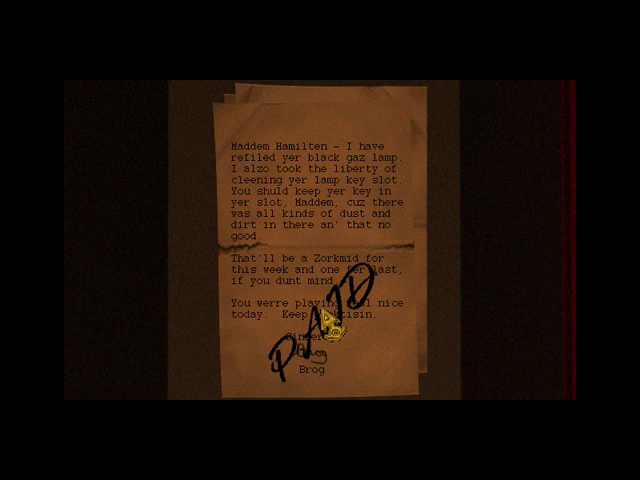 Maddem Hamilten - I have
refiled yer black gaz lamp.
I alzo took the liberty of
cleening yer lamp key slot.
You shuld keep yer key in
yer slot, Maddem, cuz there
was all kinds of dust and
dirt in there an' that no
good
That'll be a Zorkmid for
this week and one fer last,
if you dunt mind
You werre playing nice
today. Keep
PAID
Brog
Brog